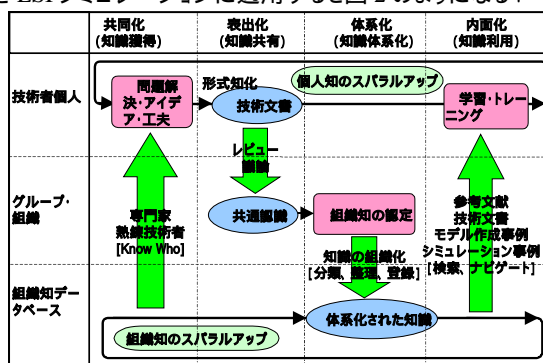 共同化
(知識獲得)
表出化
(知識共有)
体系化
(知識体系化)
内面化
(知識利用)
技術者個人
問題解
決・アイデ
ア・工夫
形式知化
技術文書
個人知のスパラルアップ
学習・トレー
ニング
レビュー
議論
グループ・
組織
専門家
熟練技術者
[Know Who]
共通認識
組織知の認定
参考文献
技術文書
モデル作成事例
シミュレーション事例
[検索、ナビゲート]
知識の組織化
[分類、整理、登録]
組織知デー
タベース
体系化された知識
組織知のスパラルアップ